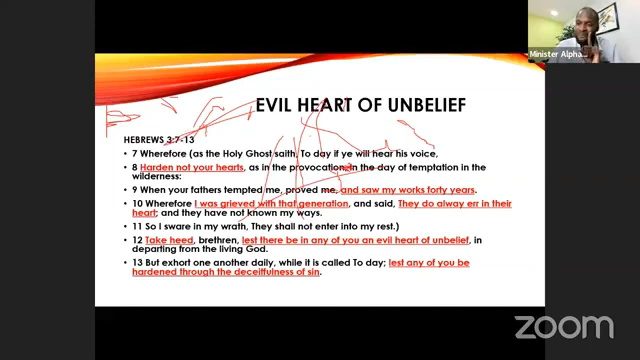 Minister Alpha
EVIL HEART OF UNBELIEF
HEBREWS 3:7-13
• 7 Wherefore (as the Holy Ghost saith, To day if ye will hear his voice,
• 8 Harden not your hearts, as in the provocation, in the day of temptation in the
wilderness:
• 9 When your fathers tempted me, proved me, and saw my works forty years.
• 10 Wherefore I was grieved with that generation, and said, They do alway err in their
heart; and they have not known my ways.
• 11 So I sware in my wrath, They shall not enter into my rest.)
• 12 Take heed, brethren, lest there be in any of you an evil heart of unbelief, in
departing from the living God.
• 13 But exhort one another daily, while it is called To day; lest any of you be
hardened through the deceitfulness of sin.
zoom